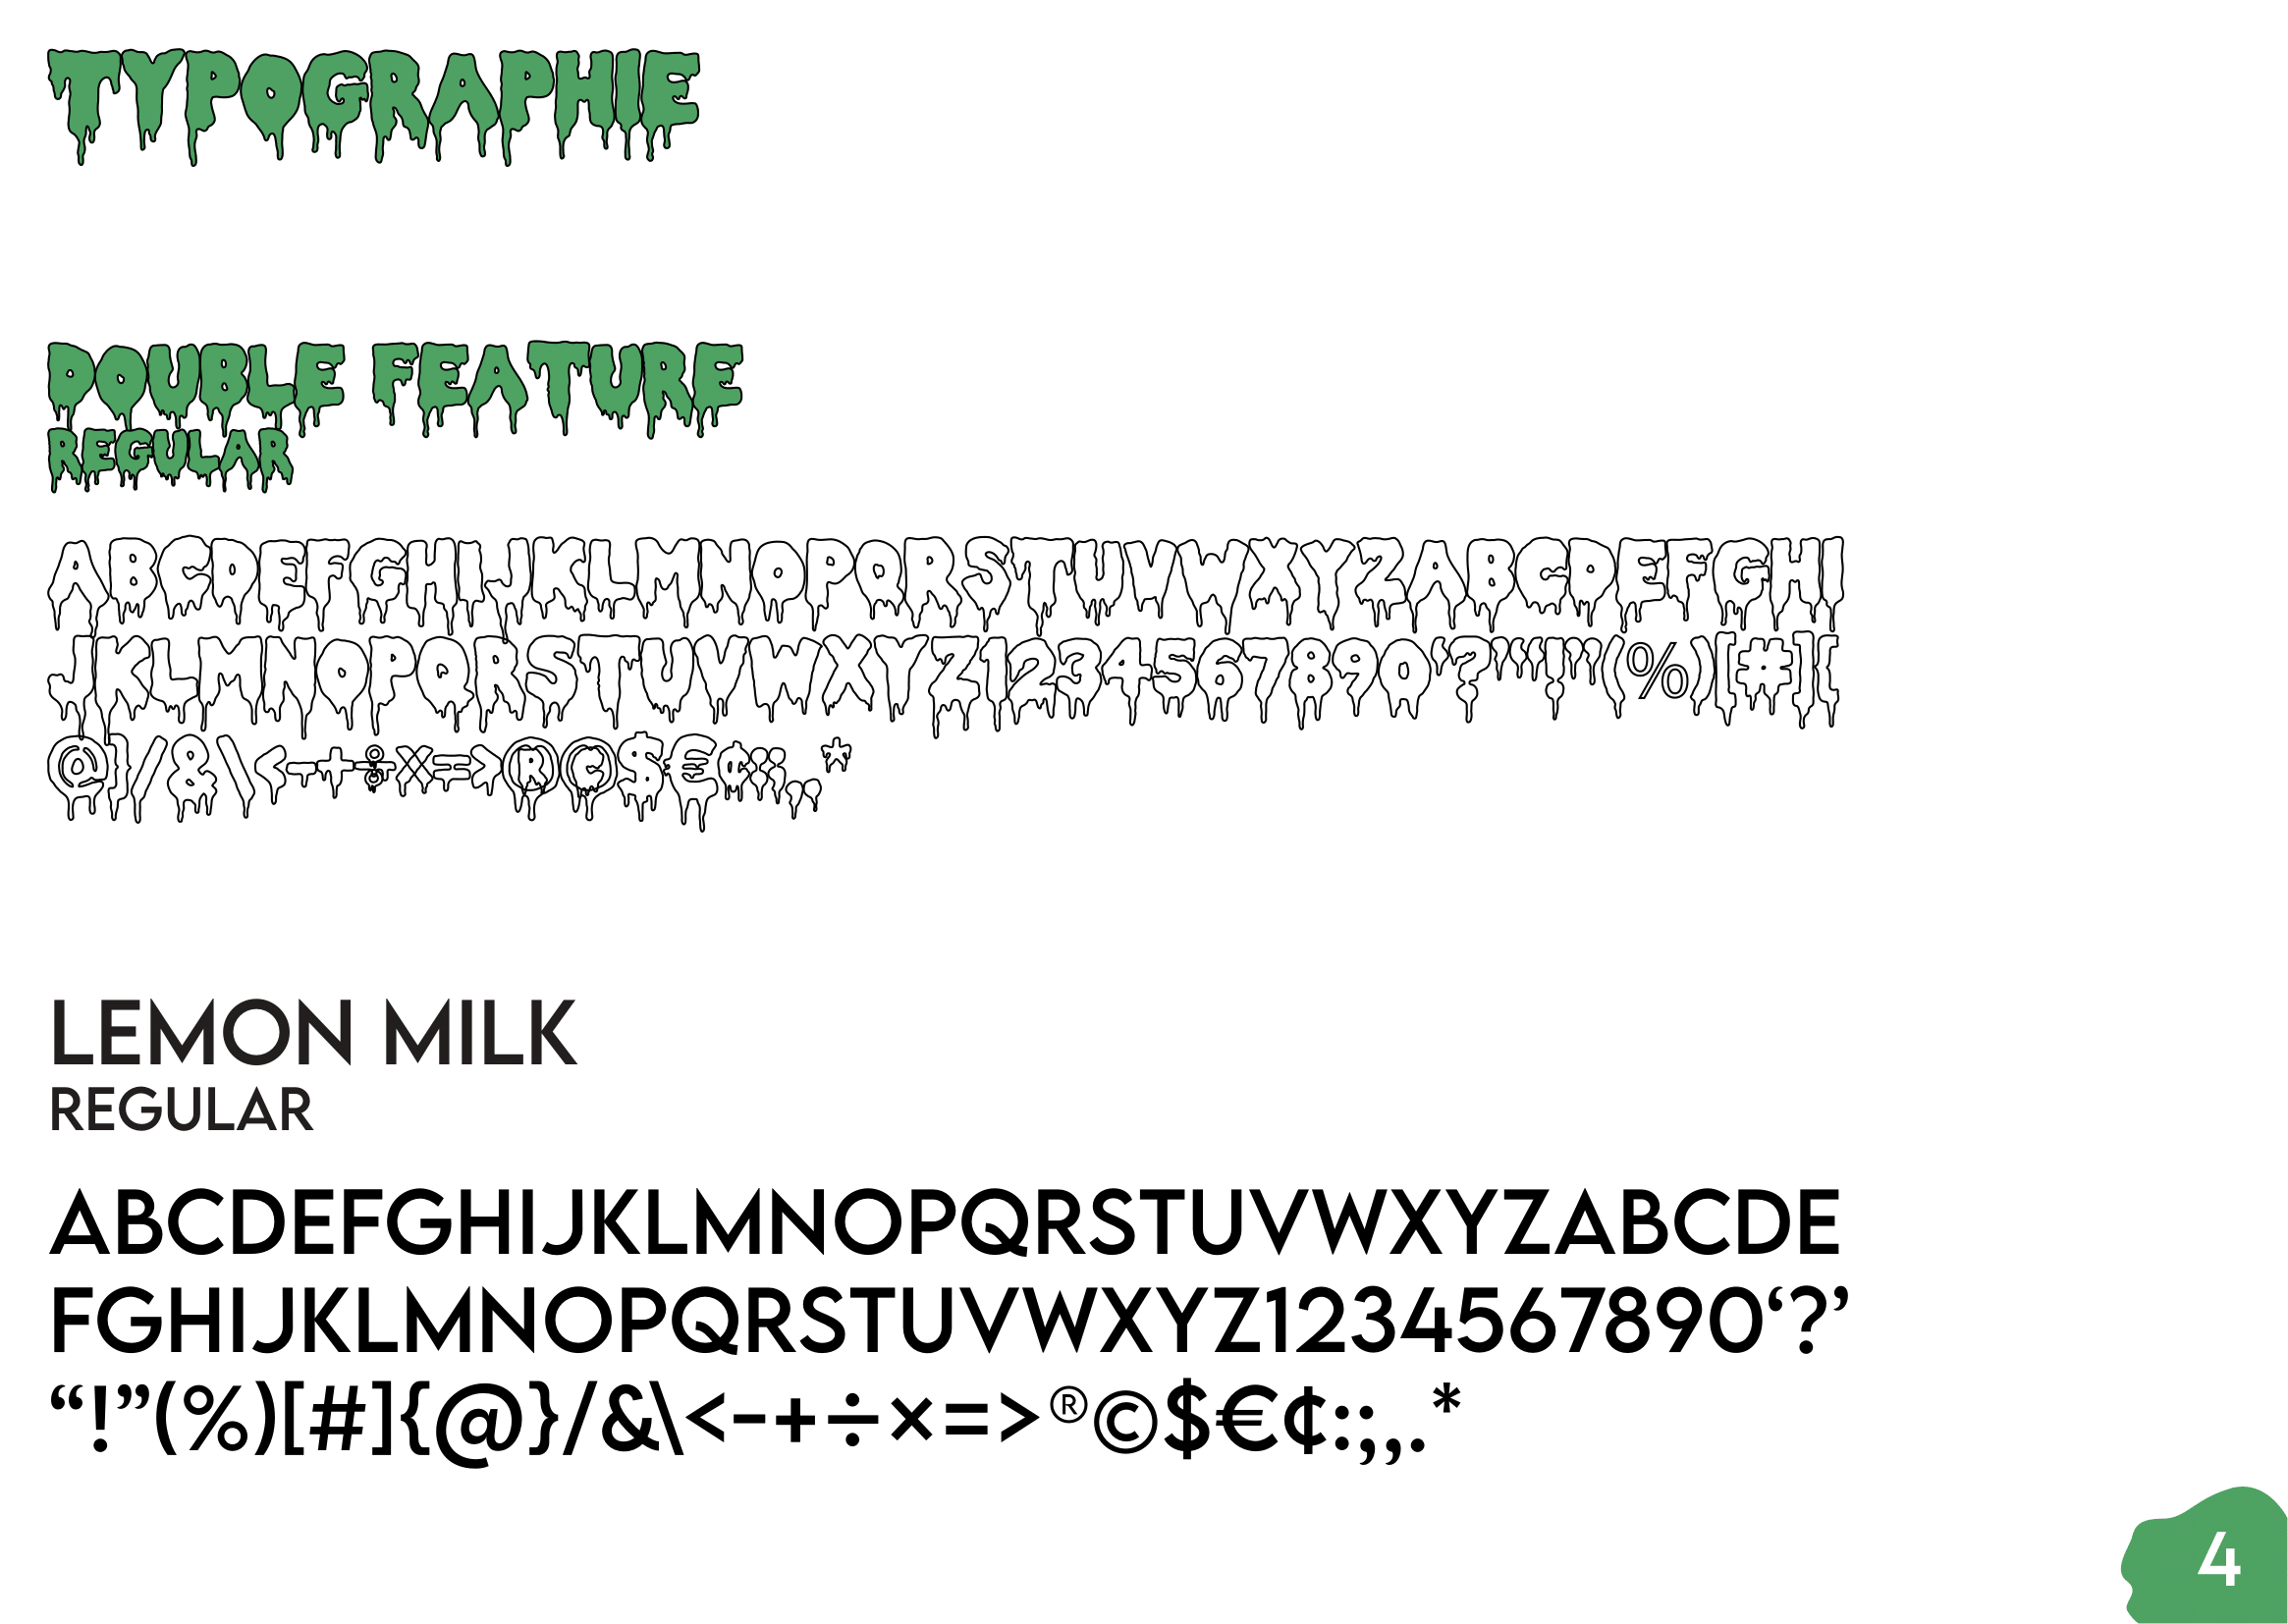 TYPOGRAPHIE
DOUBLE FEATURE
REGULAR
ABCDEFGHIJKLMNOPQRSTUVWXYZABCDEFGHI
JKLMNOPQRSTUVWXYZ1234567890‘?’“!”(%)[#]{
@}/&\<-+÷×=>®©$€¢:;,.*
LEMON MILK
REGULAR
ABCDEFGHIJKLMNOPQRSTUVWXYZABCDE
FGHIJKLMNOPQRSTUVWXYZ1234567890‘?’
“!”(%)[#]{@}/&\<-+÷×=>®©$€¢:;,.*
4